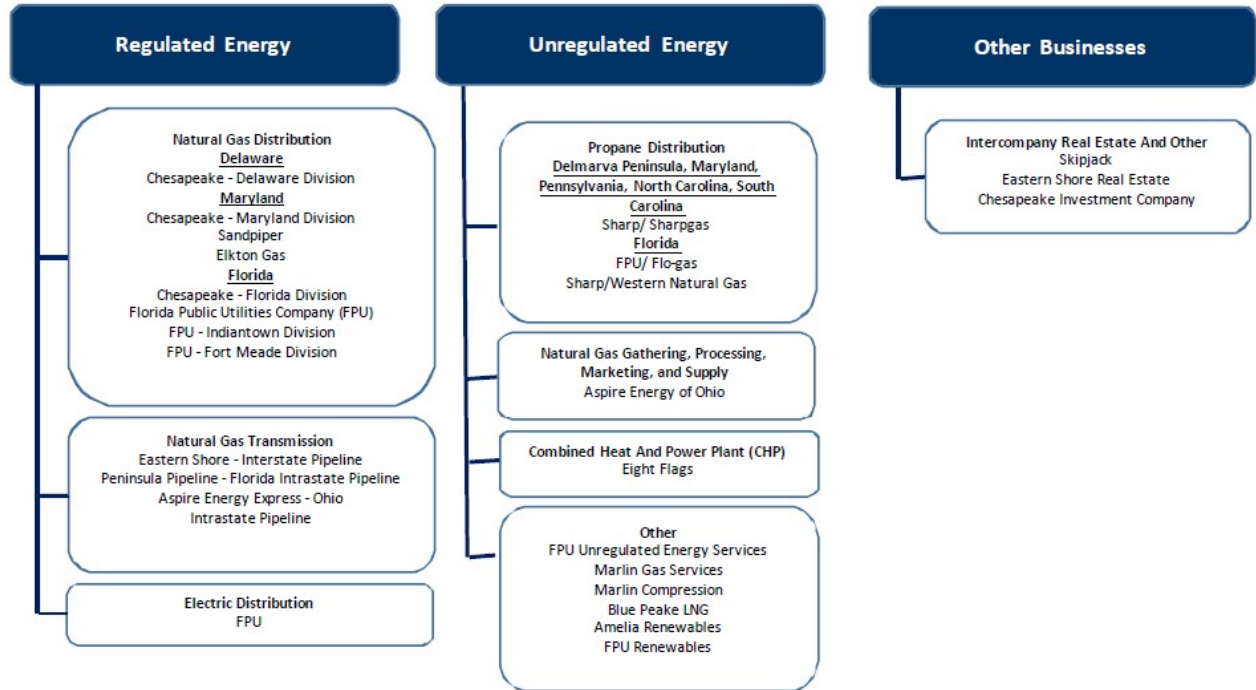 Regulated Energy
Natural Gas Distribution
Delaware
Chesapeake - Delaware Division
Maryland
Chesapeake - Maryland Division
Sandpiper
Elkton Gas
Florida
Chesapeake - Florida Division
Florida Public Utilities Company (FPU)
FPU - Indiantown Division
FPU - Fort Meade Division
Natural Gas Transmission
Eastern Shore - Interstate Pipeline
Peninsula Pipeline - Florida Intrastate Pipeline
Aspire Energy Express - Ohio
Intrastate Pipeline
Electric Distribution
FPU
Unregulated Energy
Propane Distribution
Delmarva Peninsula, Maryland,
Pennsylvania, North Carolina, South
Carolina
Sharp/ Sharpgas
Florida
FPU/ Flo-gas
Sharp/Western Natural Gas
Natural Gas Gathering, Processing,
Marketing, and Supply
Aspire Energy of Ohio
Combined Heat And Power Plant (CHP)
Eight Flags
Other
FPU Unregulated Energy Services
Marlin Gas Services
Marlin Compression
Blue Peake LNG
Amelia Renewables
FPU Renewables
Other Businesses
Intercompany Real Estate And Other
Skipjack
Eastern Shore Real Estate
Chesapeake Investment Company